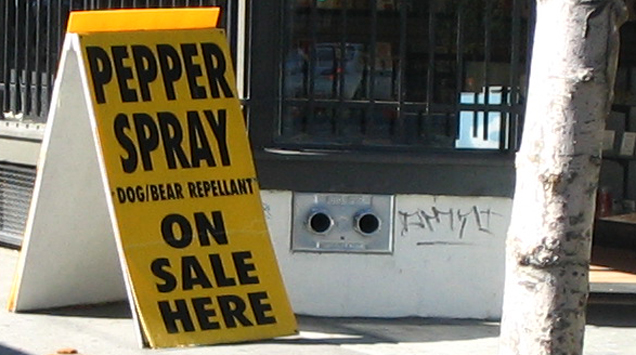 PEPPER
SPRAY
"DOG/BEAR REPELLANT"
ON
SALE
HERE